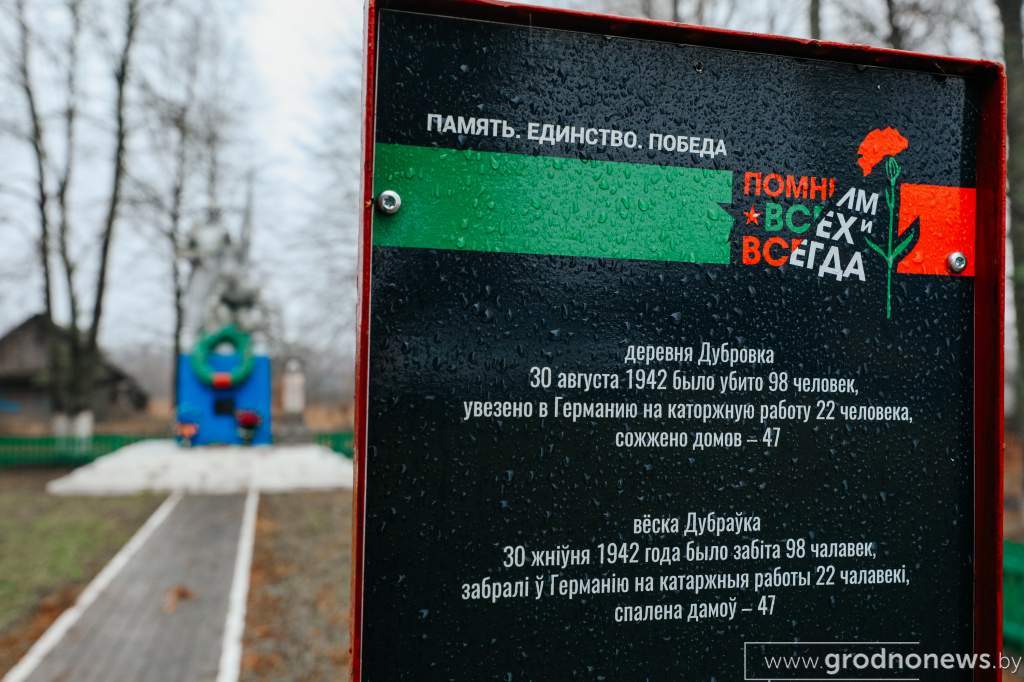 ПАМЯТЬ. ЕДИНСТВО. ПОБЕДА
ПОМНИМ
ВСЕХ И
ВСЕГДА
деревня Дубровка
30 августа 1942 было убито 98 человек,
увезено в Германию на каторжную работу 22 человека,
сожжено домов – 47
вёска Дубраўка
30 жніўня 1942 года было забіта 98 чалавек,
забралі ў Германію на катаржныя работы 22 чалавекі,
спалена дамоў – 47
www.grodnonews.by